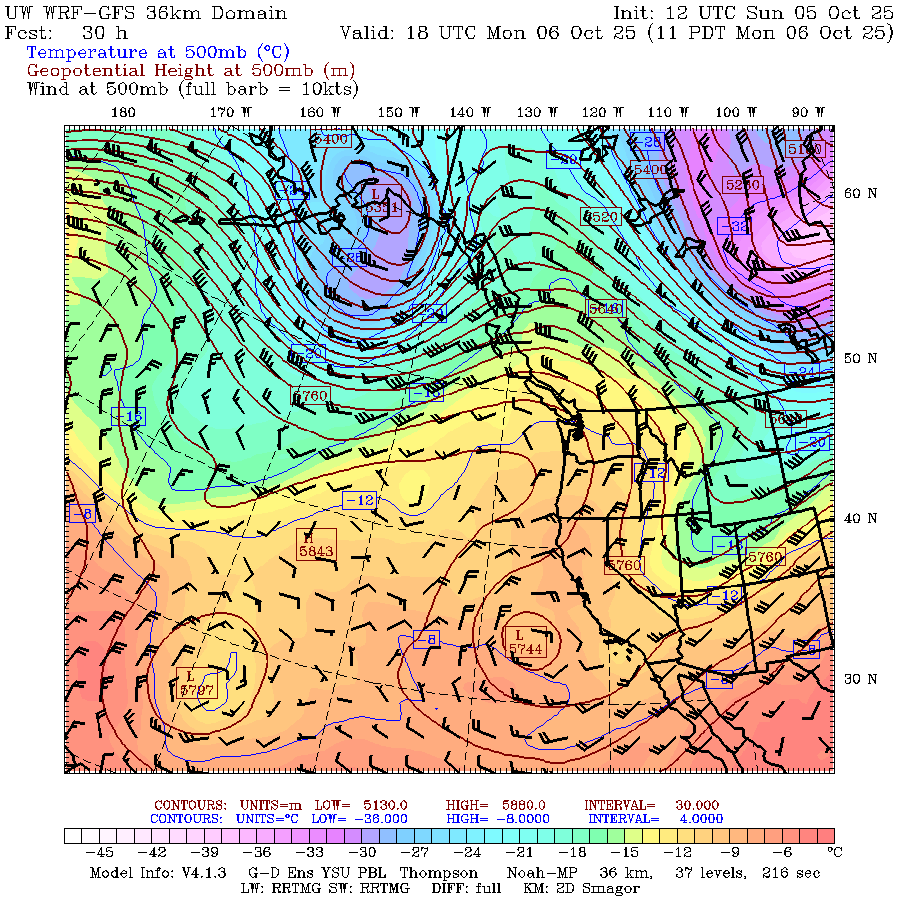 UW WRF-GFS 36km Domain Init: 12 UTC Sun 05 Oct 25
Fcst: 30 h Valid: 18 UTC Mon 06 Oct 25 (11 PDT Mon 06 Oct 25)
Temperature at 500mb (°C)
Geopotential Height at 500mb (m)
Wind at 500mb (full barb = 10kts)
180 170 W 160 W 150 W 140 W 130 W 120 W 110 W 100 W 90 W
5400
-28
-20
5400
60 N
5280
L
5351
5520
-32
-28
-20
50 N
-20
-24
5760
-16
-16
-20
-12
-12
-8
40 N
H
5843
5760
5760
-12
-8
L
5744
L
5797
-8
30 N
CONTOURS: UNITS=m LOW= 5130.0 HIGH= 5880.0 INTERVAL= 30.000
CONTOURS: UNITS=°C LOW= -36.000 HIGH= -8.0000 INTERVAL= 4.0000
-45 -42 -39 -36 -33 -30 -27 -24 -21 -18 -15 -12 -9 -6 °C
Model Info: V4.1.3 G-D Ens YSU PBL Thompson Noah-MP 36 km, 37 levels, 216 sec
LW: RRTMG SW: RRTMG DIFF: full KM: 2D Smagor